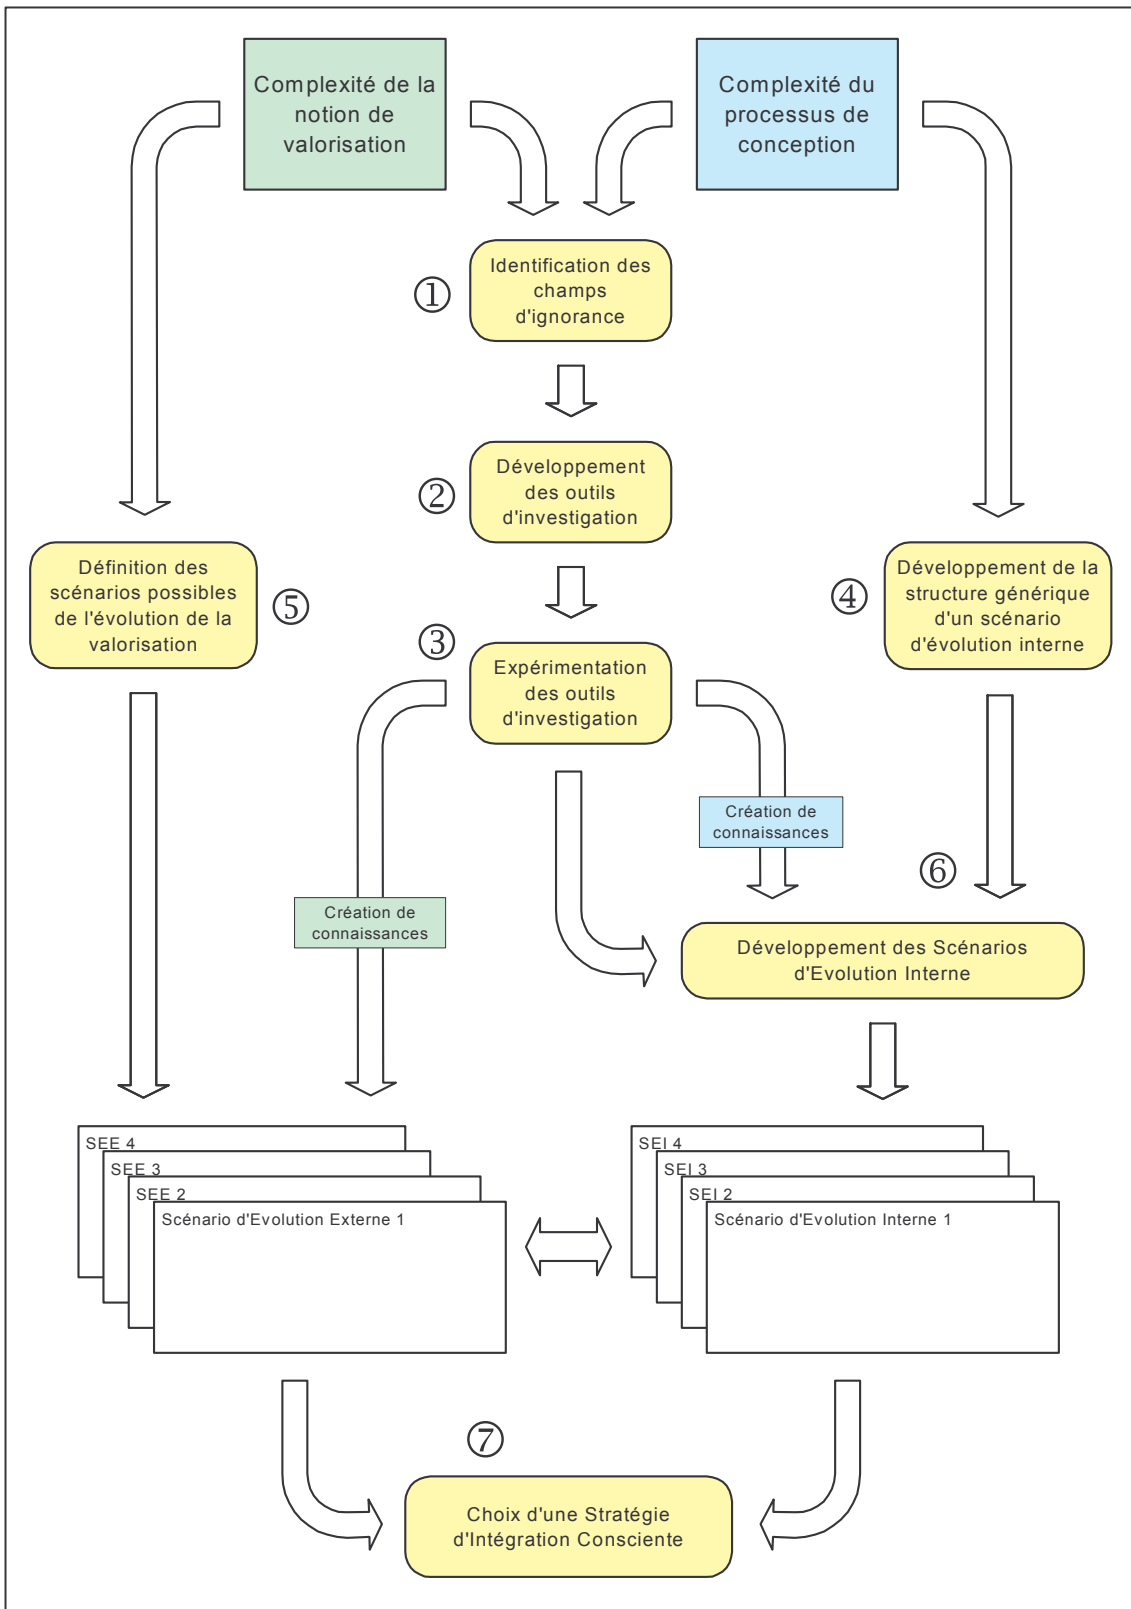 Complexité de la
notion de
valorisation
Complexité du
processus de
conception
①
Identification des
champs
d'ignorance
②
Développement
des outils
d'investigation
Définition des
scénarios possibles
de l'évolution de la
valorisation
⑤
③
Expérimentation
des outils
d'investigation
④
Développement de la
structure générique
d'un scénario
d'évolution interne
Création de
connaissances
Création de
connaissances
⑥
Développement des Scénarios
d'Evolution Interne
SEE 4
SEE 3
SEE 2
Scénario d'Evolution Externe 1
SEI 4
SEI 3
SEI 2
Scénario d'Evolution Interne 1
⑦
Choix d'une Stratégie
d'Intégration Consciente